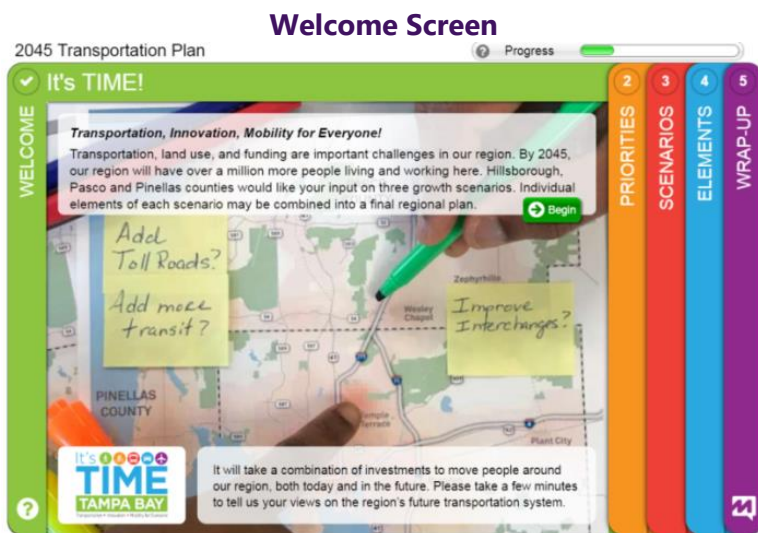 Welcome Screen
2045 Transportation Plan
? Progress
It's TIME!
WELCOME
2
PRIORITIES
3
SCENARIOS
4
ELEMENTS
5
WRAP-UP
Transportation, Innovation, Mobility for Everyone!
Transportation, land use, and funding are important challenges in our region. By 2045,
our region will have over a million more people living and working here. Hillsborough,
Pasco and Pinellas counties would like your input on three growth scenarios. Individual
elements of each scenario may be combined into a final regional plan.
Begin
Add
Toll Roads?
Add more
transit?
Improve
Interchanges?
Zephyrhills
Wesley
Chapel
PINELLAS
COUNTY
Temple
Terrace
Plant City
It's
TIME
TAMPA BAY
It will take a combination of investments to move people around
our region, both today and in the future. Please take a few minutes
to tell us your views on the region's future transportation system.
?